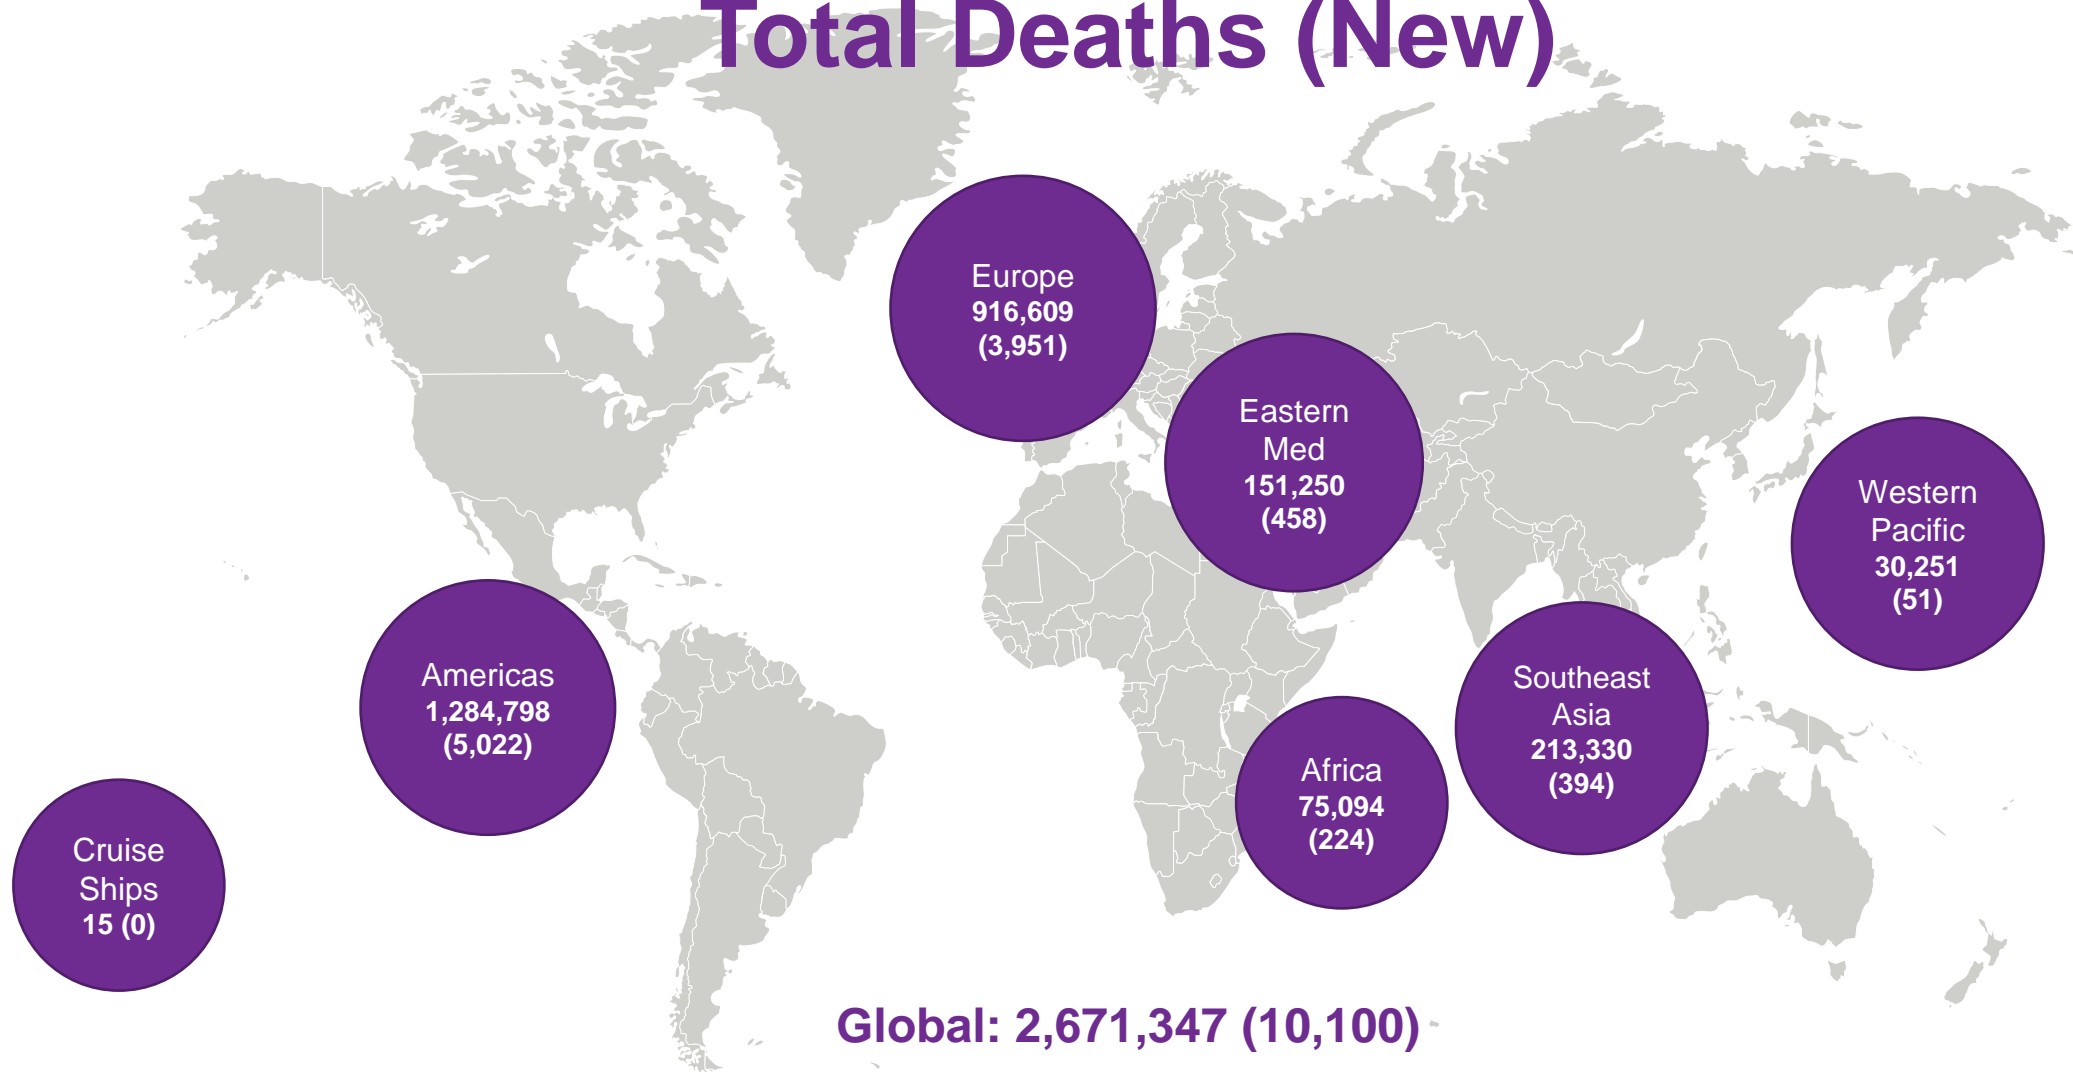 Total Deaths (New)
Europe
916,609
(3,951)
Eastern
Med
151,250
(458)
Western
Pacific
30,251
(51)
Americas
1,284,798
(5,022)
Southeast
Asia
213,330
(394)
Africa
75,094
(224)
Cruise
Ships
15 (0)
Global: 2,671,347 (10,100)